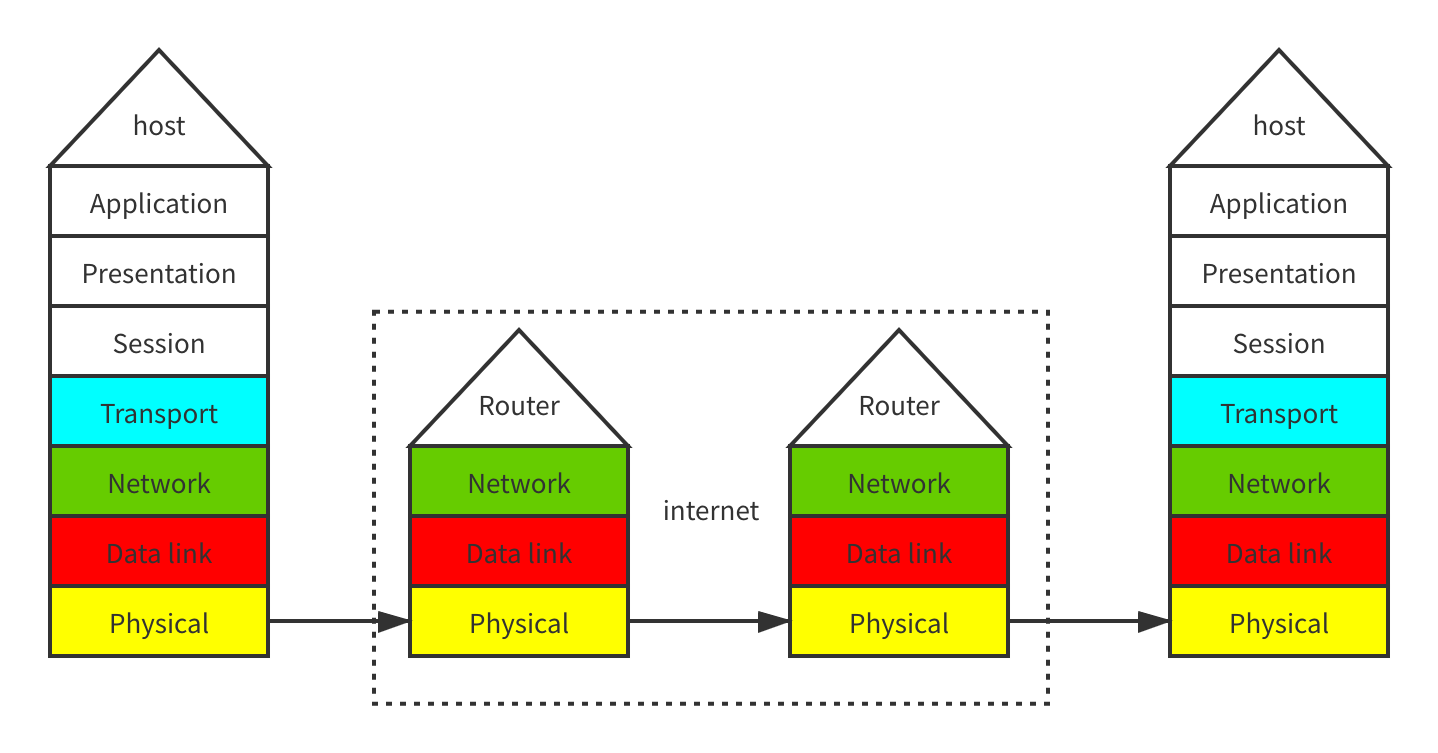 host
Application
Presentation
Session
Transport
Network
Data link
Physical
Router
Network
Data link
Physical
internet
Router
Network
Data link
Physical
host
Application
Presentation
Session
Transport
Network
Data link
Physical